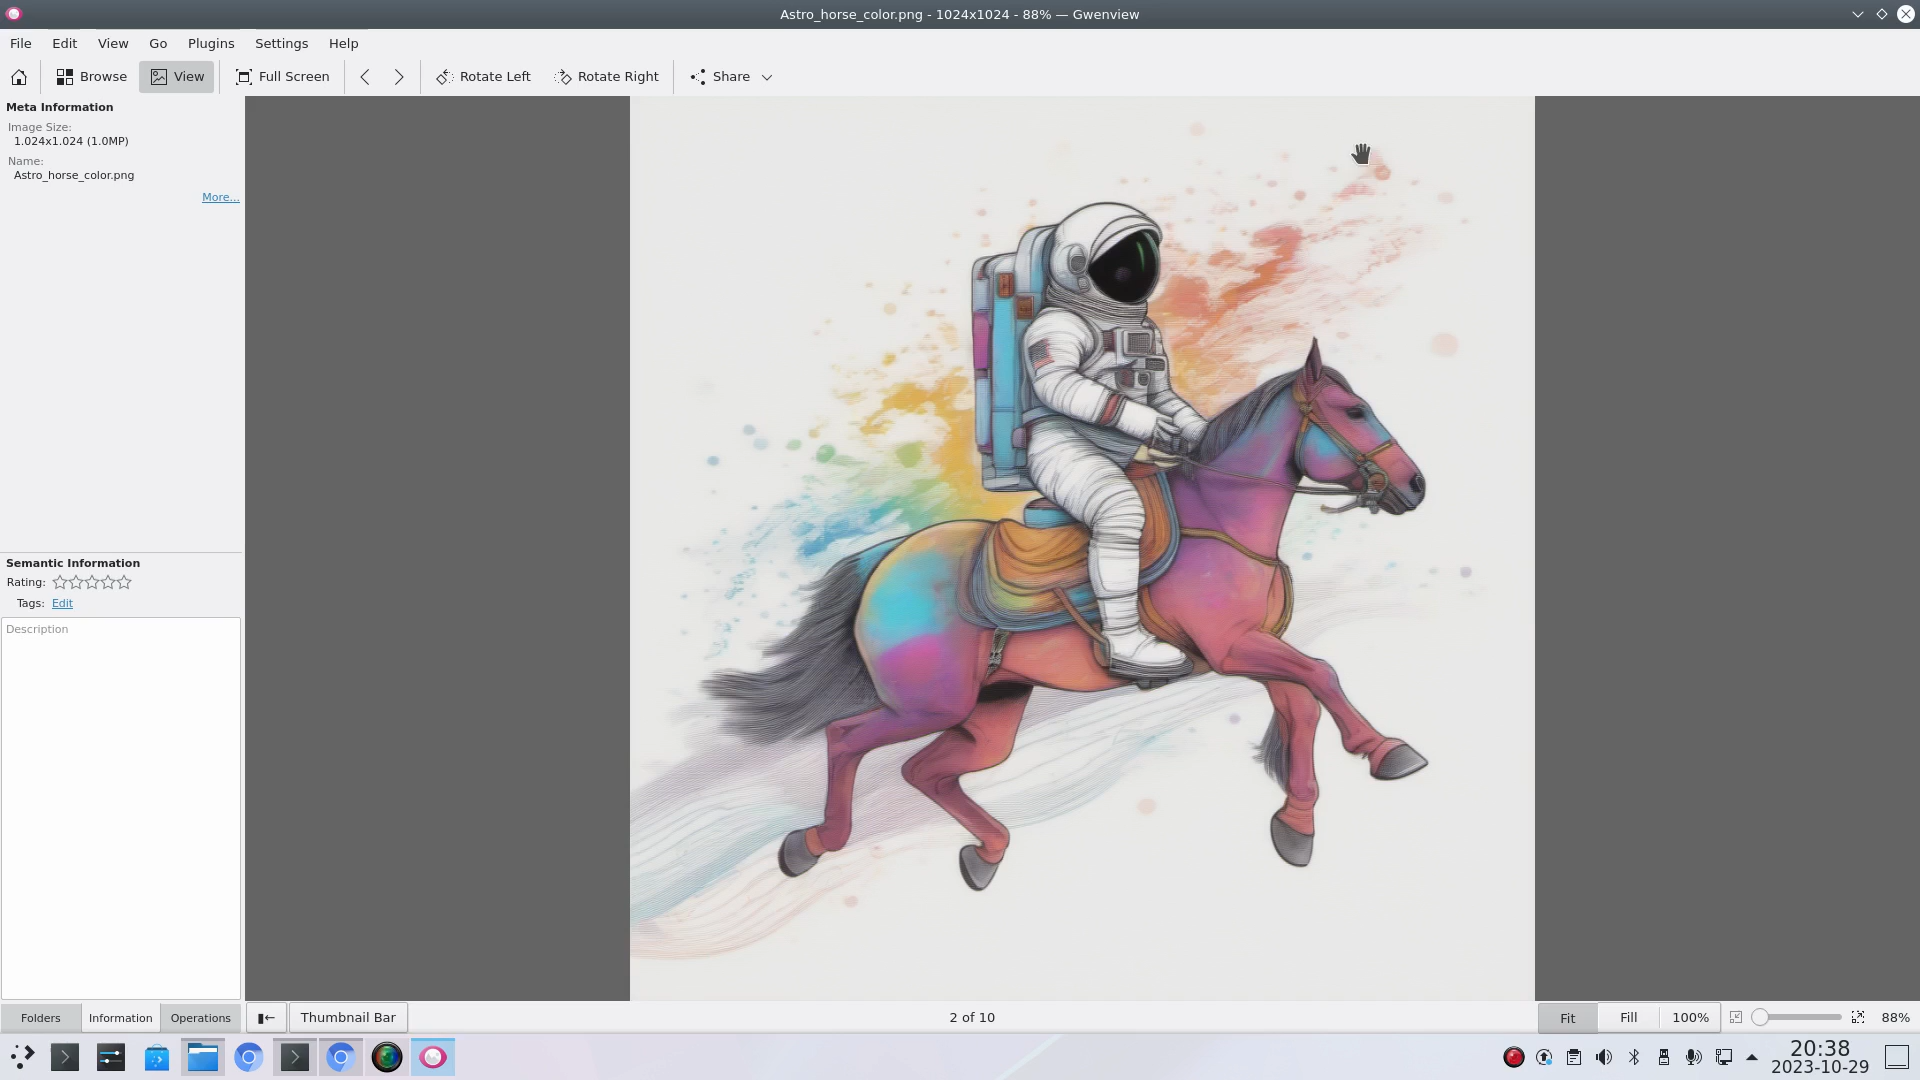 Astro_horse_color.png - 1024x1024 - 88% — Gwenview
File Edit View Go Plugins Settings Help
Browse View Full Screen Rotate Left Rotate Right Share
Meta Information
Image Size:
1.024x1.024 (1.0MP)
Name:
Astro_horse_color.png
More...
Semantic Information
Rating:
Tags: Edit
Description
Folders Information Operations Thumbnail Bar 2 of 10 Fit Fill 100% 88%
20:38
2023-10-29